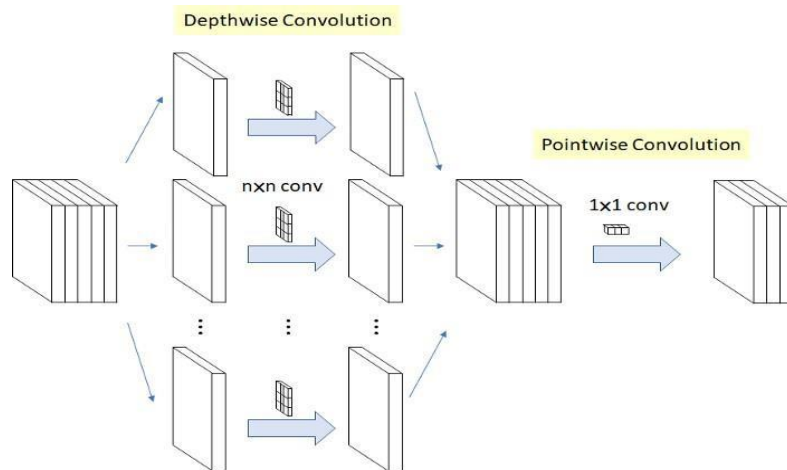 Depthwise Convolution
Pointwise Convolution
n×n conv
1×1 conv